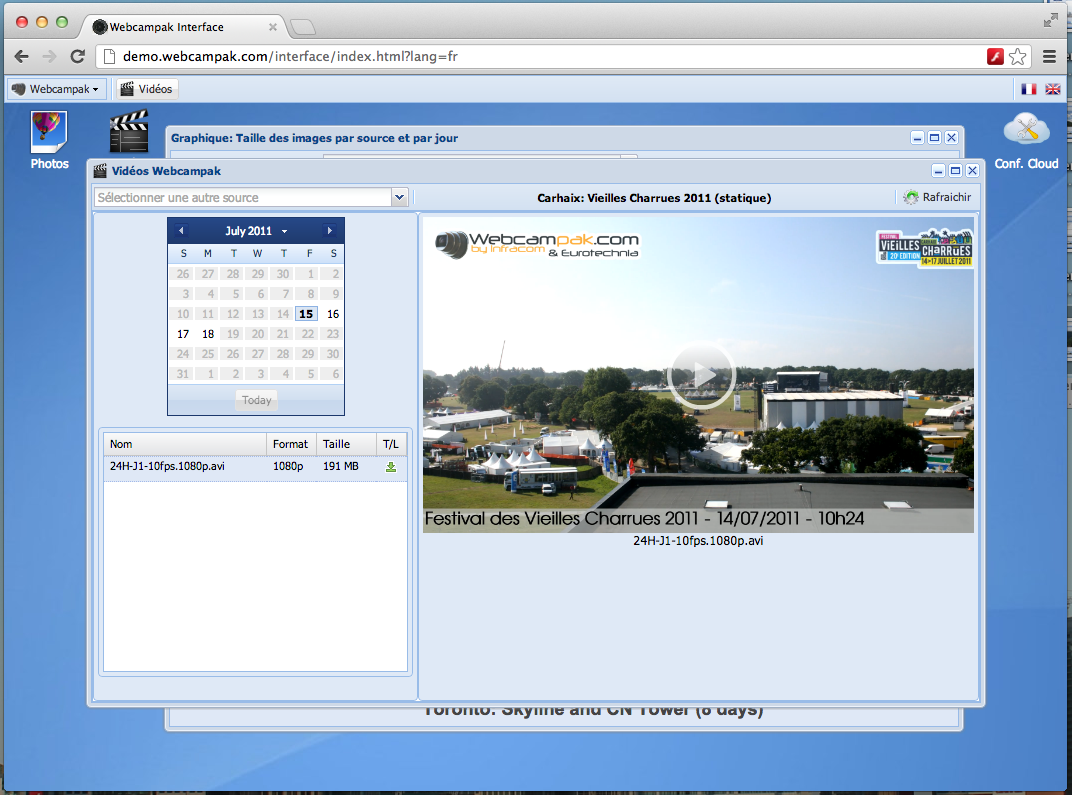 Webcampak Interface
demo.webcampak.com/interface/index.html?lang=fr
Webcampak
Vidéos
Photos
Conf. Cloud
Graphique: Taille des images par source et par jour
Vidéos Webcampak
Sélectionner une autre source
Carhaix: Vieilles Charrues 2011 (statique)
Rafraichir
July 2011
S M T W T F S
26 27 28 29 30 1 2
3 4 5 6 7 8 9
10 11 12 13 14 15 16
17 18 19 20 21 22 23
24 25 26 27 28 29 30
31 1 2 3 4 5 6
Today
Nom Format Taille T/L
24H-J1-10fps.1080p.avi 1080p 191 MB
Webcampak.com
by infracom & Eurotechnia
FESTIVAL
VIEILLES
CHARRUES
20E EDITION
14>17 JUILLET 2011
Festival des Vieilles Charrues 2011 - 14/07/2011 - 10h24
24H-J1-10fps.1080p.avi
Toronto: Skyline and CN Tower (8 days)